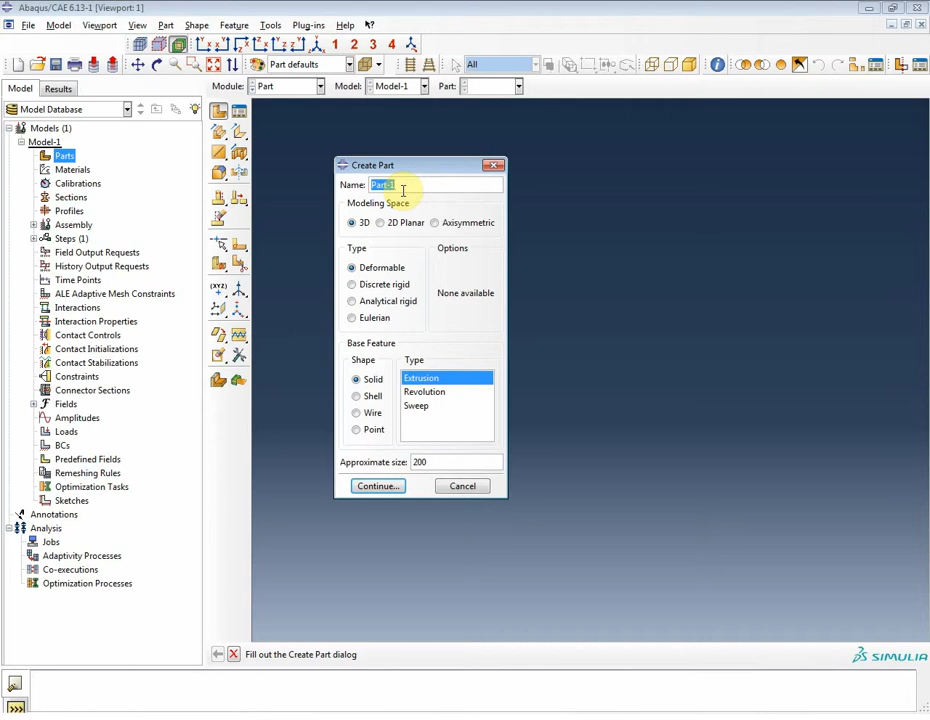 Abaqus/CAE 6.13-1 [Viewport: 1]
File Model Viewport View Part Shape Feature Tools Plug-ins Help
1 2 3 4
Part defaults All
Model Results Module: Part Model: Model-1 Part:
Model Database
Models (1)
Model-1
Parts
Materials
Calibrations
Sections
Profiles
Assembly
Steps (1)
Field Output Requests
History Output Requests
Time Points
ALE Adaptive Mesh Constraints
Interactions
Interaction Properties
Contact Controls
Contact Initializations
Contact Stabilizations
Constraints
Connector Sections
Fields
Amplitudes
Loads
BCs
Predefined Fields
Remeshing Rules
Optimization Tasks
Sketches
Annotations
Analysis
Jobs
Adaptivity Processes
Co-executions
Optimization Processes
(XYZ)
Create Part
Name: Part-1
Modeling Space
3D 2D Planar Axisymmetric
Type Options
Deformable
Discrete rigid
Analytical rigid
Eulerian
None available
Base Feature
Shape Type
Solid
Shell
Wire
Point
Extrusion
Revolution
Sweep
Approximate size: 200
Continue... Cancel
Fill out the Create Part dialog
SIMULIA
>>>